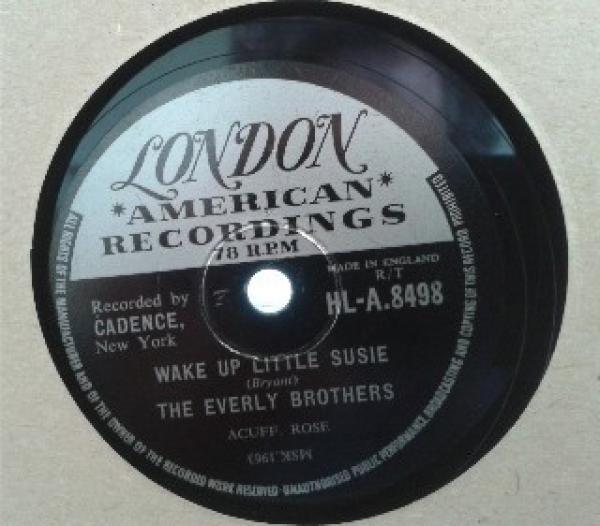 LONDON
*AMERICAN*
RECORDINGS
78 RPM
MADE IN ENGLAND
R/T
HL-A.8498
Recorded by
CADENCE,
New York
WAKE UP LITTLE SUSIE
(Bryant)
THE EVERLY BROTHERS
ACUFF. ROSE
MSK.1963
ALL RIGHTS OF THE MANUFACTURER AND OF THE OWNER OF THE RECORDED WORK RESERVED · UNAUTHORISED PUBLIC PERFORMANCE, BROADCASTING AND COPYING OF THIS RECORD PROHIBITED